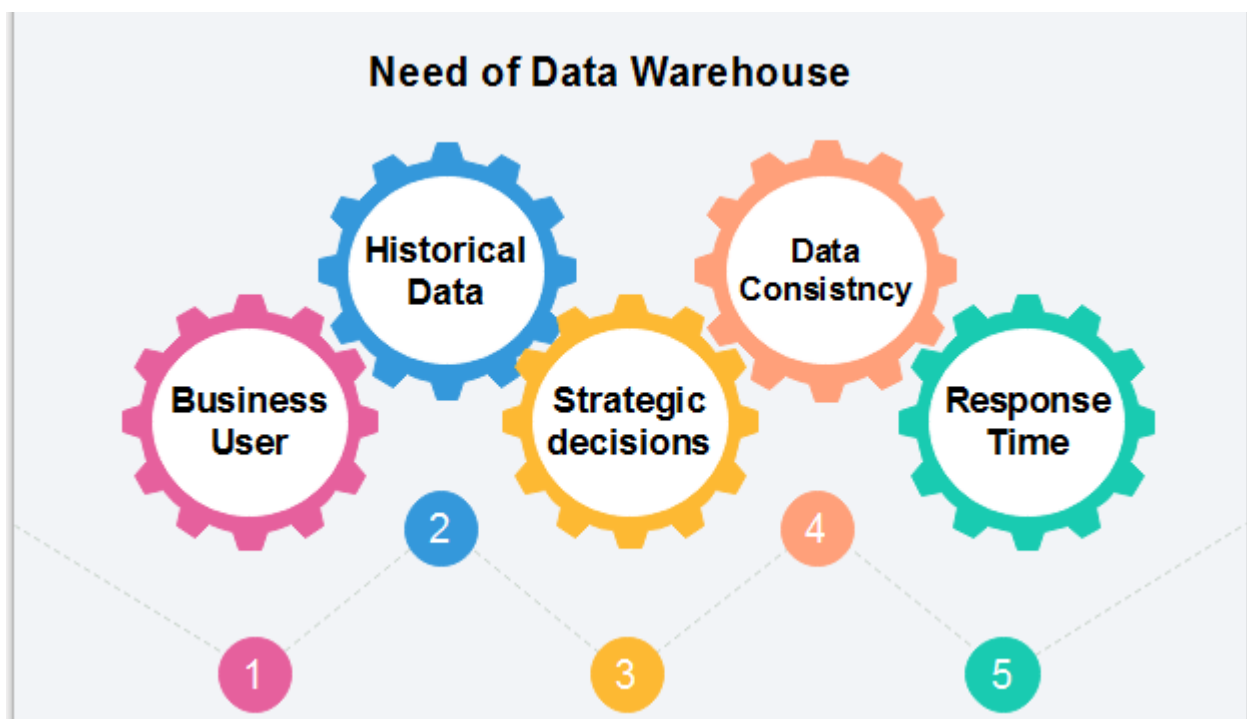 Need of Data Warehouse
Historical
Data
Data
Consistncy
Business
User
Strategic
decisions
Response
Time
2
4
1
3
5